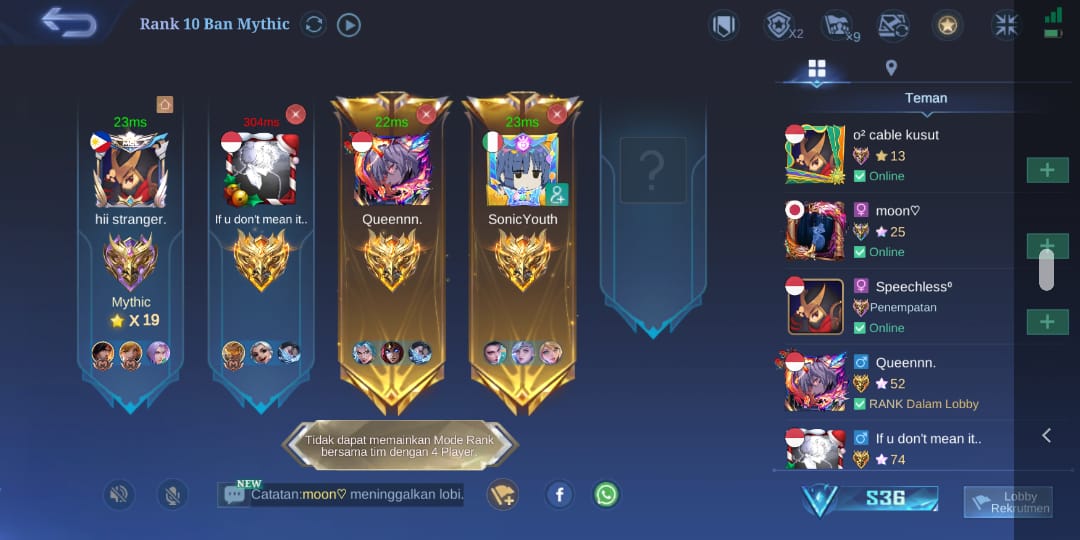 Rank 10 Ban Mythic
X2
×9
23ms
304ms
22ms
23ms
hii stranger.
If u don't mean it..
Queennn.
SonicYouth
?
Mythic
X 19
Tidak dapat memainkan Mode Rank
bersama tim dengan 4 Player.
NEW
Catatan:moon♡ meninggalkan lobi.
Teman
o² cable kusut
13
Online
moon♡
25
Online
Speechless⁰
Penempatan
Online
Queennn.
52
RANK Dalam Lobby
If u don't mean it..
74
S36
Lobby
Rekrutmen